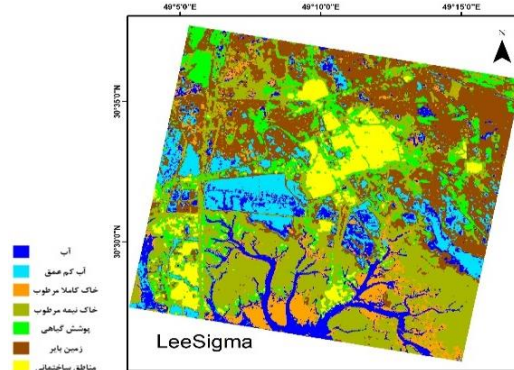 49°5'0"E 49°10'0"E 49°15'0"E
N
30°35'0"N
30°30'0"N
آب
آب کم عمق
خاک کاملا مرطوب
خاک نیمه مرطوب
پوشش گیاهی
زمین بایر
مناطق ساختمانی
LeeSigma